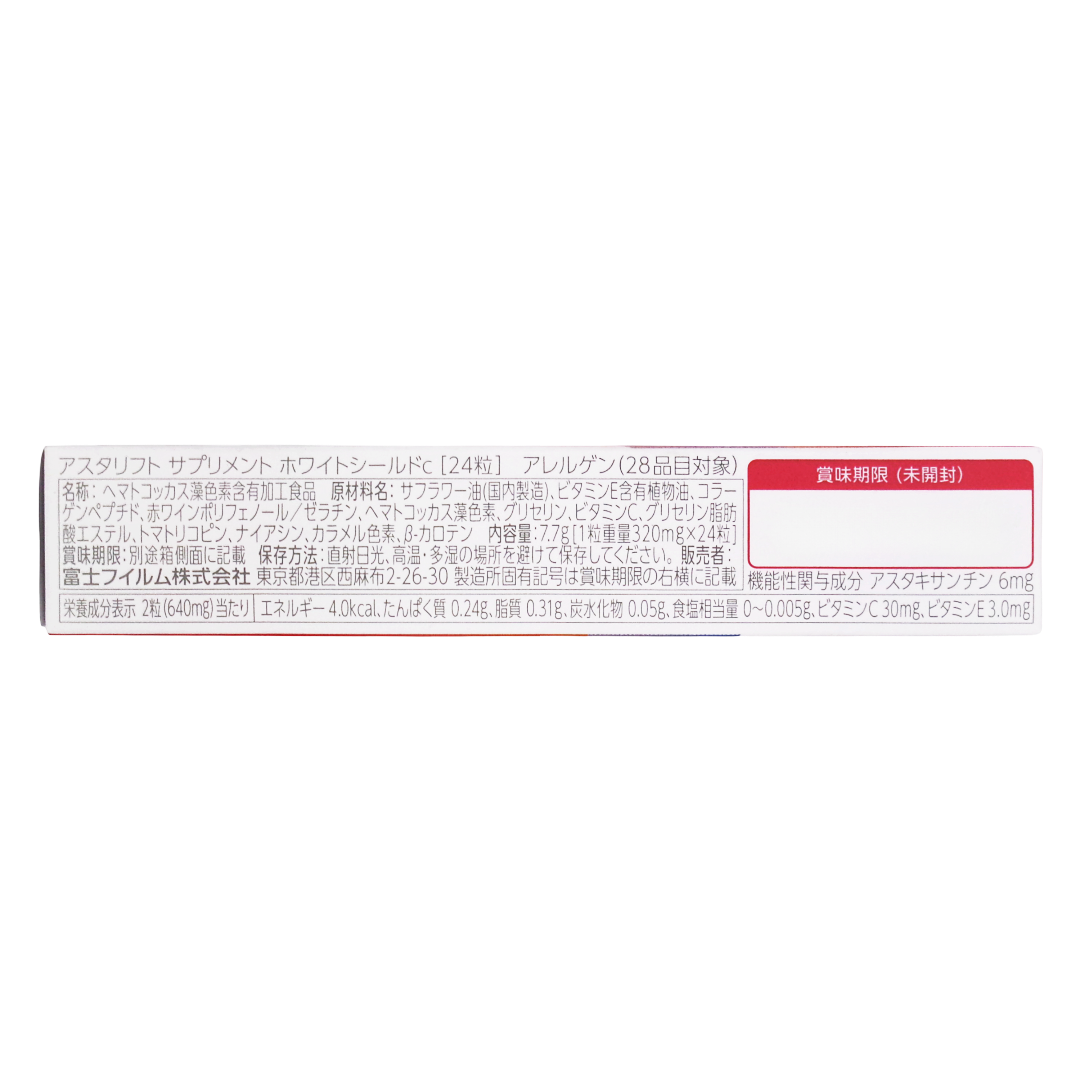 アスタリフト サプリメント ホワイトシールドc [24粒] アレルゲン(28品目対象)
名称：ヘマトコッカス藻色素含有加工食品 原材料名：サフラワー油(国内製造)、ビタミンE含有植物油、コラー
ゲンペプチド、赤ワインポリフェノール／ゼラチン、ヘマトコッカス藻色素、グリセリン、ビタミンC、グリセリン脂肪
酸エステル、トマトリコピン、ナイアシン、カラメル色素、β-カロテン 内容量：7.7g[1粒重量320mg×24粒]
賞味期限：別途箱側面に記載 保存方法：直射日光、高温・多湿の場所を避けて保存してください。 販売者：
富士フイルム株式会社 東京都港区西麻布2-26-30 製造所固有記号は賞味期限の右横に記載
賞味期限 (未開封)
機能性関与成分 アスタキサンチン 6mg
栄養成分表示 2粒(640mg)当たり エネルギー 4.0kcal、たんぱく質 0.24g、脂質 0.31g、炭水化物 0.05g、食塩相当量 0～0.005g、ビタミンC 30mg、ビタミンE 3.0mg